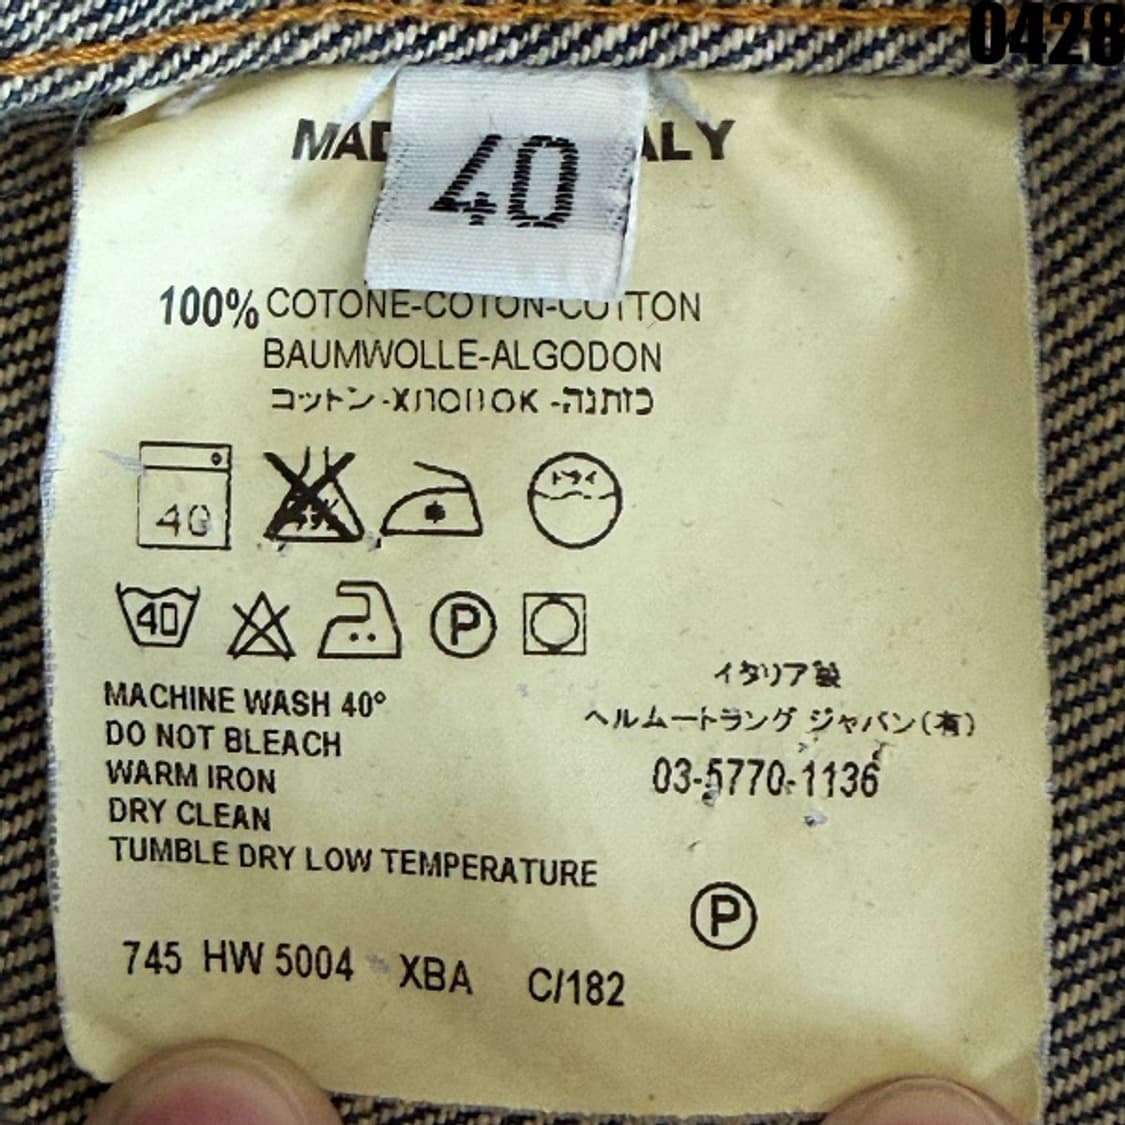 0428
MAD ALY
40
100% COTONE-COTON-COTTON
BAUMWOLLE-ALGODON
コットン-ХЛОПОК -כותנה
40
ドライ
40 P
MACHINE WASH 40°
DO NOT BLEACH
WARM IRON
DRY CLEAN
TUMBLE DRY LOW TEMPERATURE
イタリア製
ヘルムートラング ジャパン(有)
03-5770-1136
P
745 HW 5004 XBA C/182